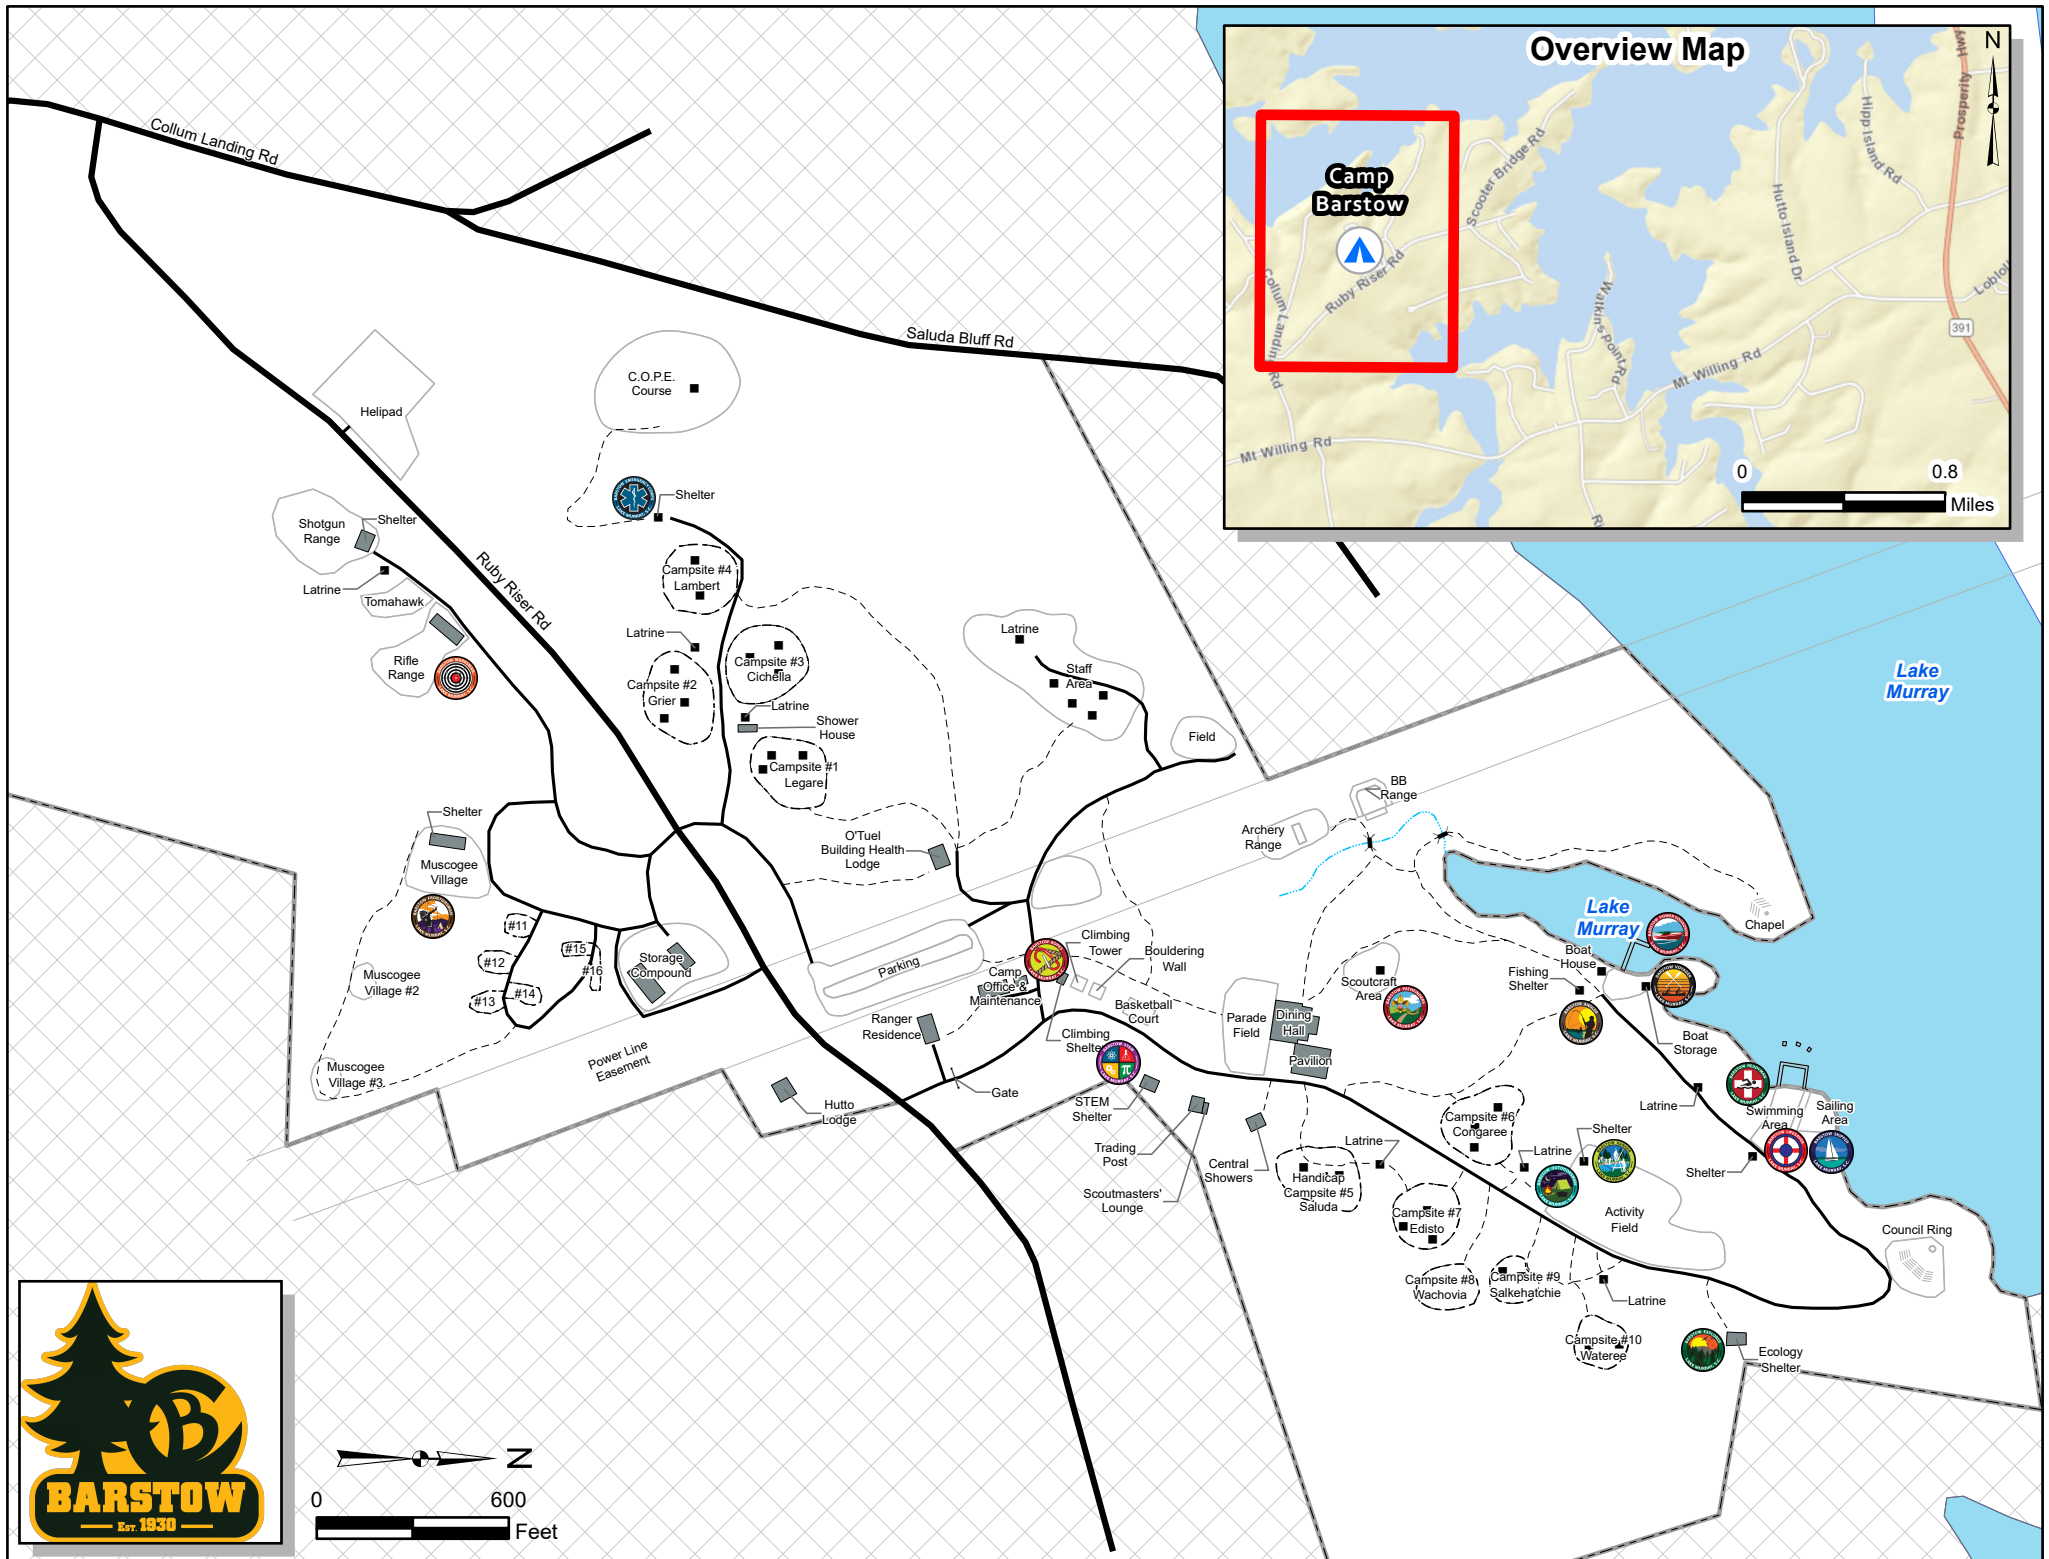 Overview Map
N
Camp
Barstow
Scooter Bridge Rd
Ruby Riser Rd
Collum Landing Rd
Hipp Island Rd
Prosperity Hwy
Hutto Island Dr
Watkins Point Rd
Mt Willing Rd
Mt Willing Rd
391
0
0.8
Miles
Collum Landing Rd
Saluda Bluff Rd
Ruby Riser Rd
Helipad
C.O.P.E.
Course
Shelter
Shotgun
Range
Shelter
Latrine
Tomahawk
Rifle
Range
Campsite #4
Lambert
Latrine
Campsite #3
Cichella
Campsite #2
Grier
Latrine
Shower
House
Campsite #1
Legare
Latrine
Staff
Area
Field
Lake
Murray
BB
Range
Archery
Range
O'Tuel
Building Health
Lodge
Shelter
Muscogee
Village
#11
#12
#13
#14
#15
#16
Muscogee
Village #2
Muscogee
Village #3
Storage
Compound
Parking
Power Line
Easement
Camp
Office &
Maintenance
Ranger
Residence
Climbing
Tower
Bouldering
Wall
Basketball
Court
Climbing
Shelter
Gate
Hutto
Lodge
STEM
Shelter
Trading
Post
Scoutmasters'
Lounge
Central
Showers
Parade
Field
Dining
Hall
Pavilion
Scoutcraft
Area
Lake
Murray
Chapel
Boat
House
Fishing
Shelter
Boat
Storage
Latrine
Swimming
Area
Sailing
Area
Shelter
Campsite #6
Congaree
Latrine
Handicap
Campsite #5
Saluda
Latrine
Shelter
Campsite #7
Edisto
Activity
Field
Campsite #8
Wachovia
Campsite #9
Salkehatchie
Latrine
Campsite #10
Wateree
Ecology
Shelter
Council Ring
B
BARSTOW
EST. 1930
N
0
600
Feet